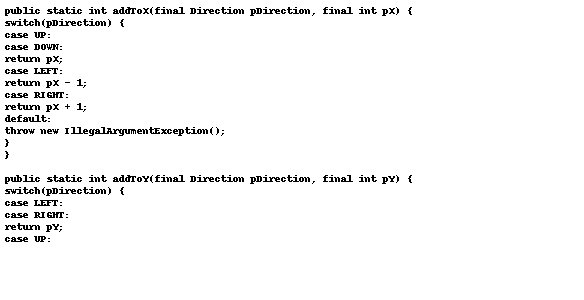 public static int addToX(final Direction pDirection, final int pX) {
switch(pDirection) {
case UP:
case DOWN:
return pX;
case LEFT:
return pX - 1;
case RIGHT:
return pX + 1;
default:
throw new IllegalArgumentException();
}
}

public static int addToY(final Direction pDirection, final int pY) {
switch(pDirection) {
case LEFT:
case RIGHT:
return pY;
case UP: